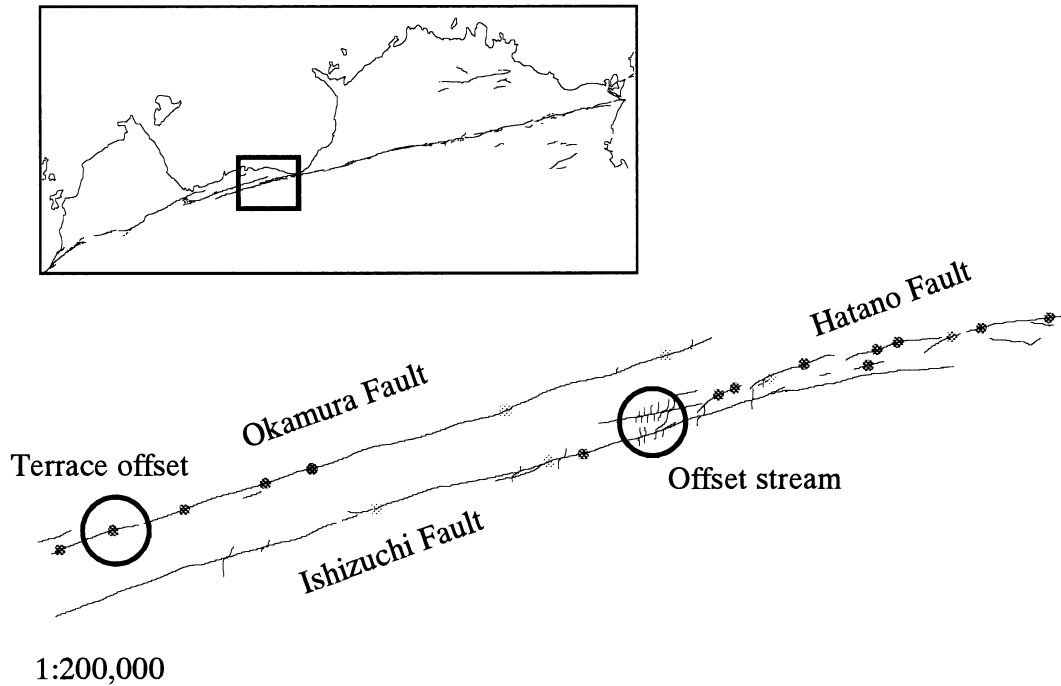 Hatano Fault
Okamura Fault
Terrace offset
Offset stream
Ishizuchi Fault
1:200,000